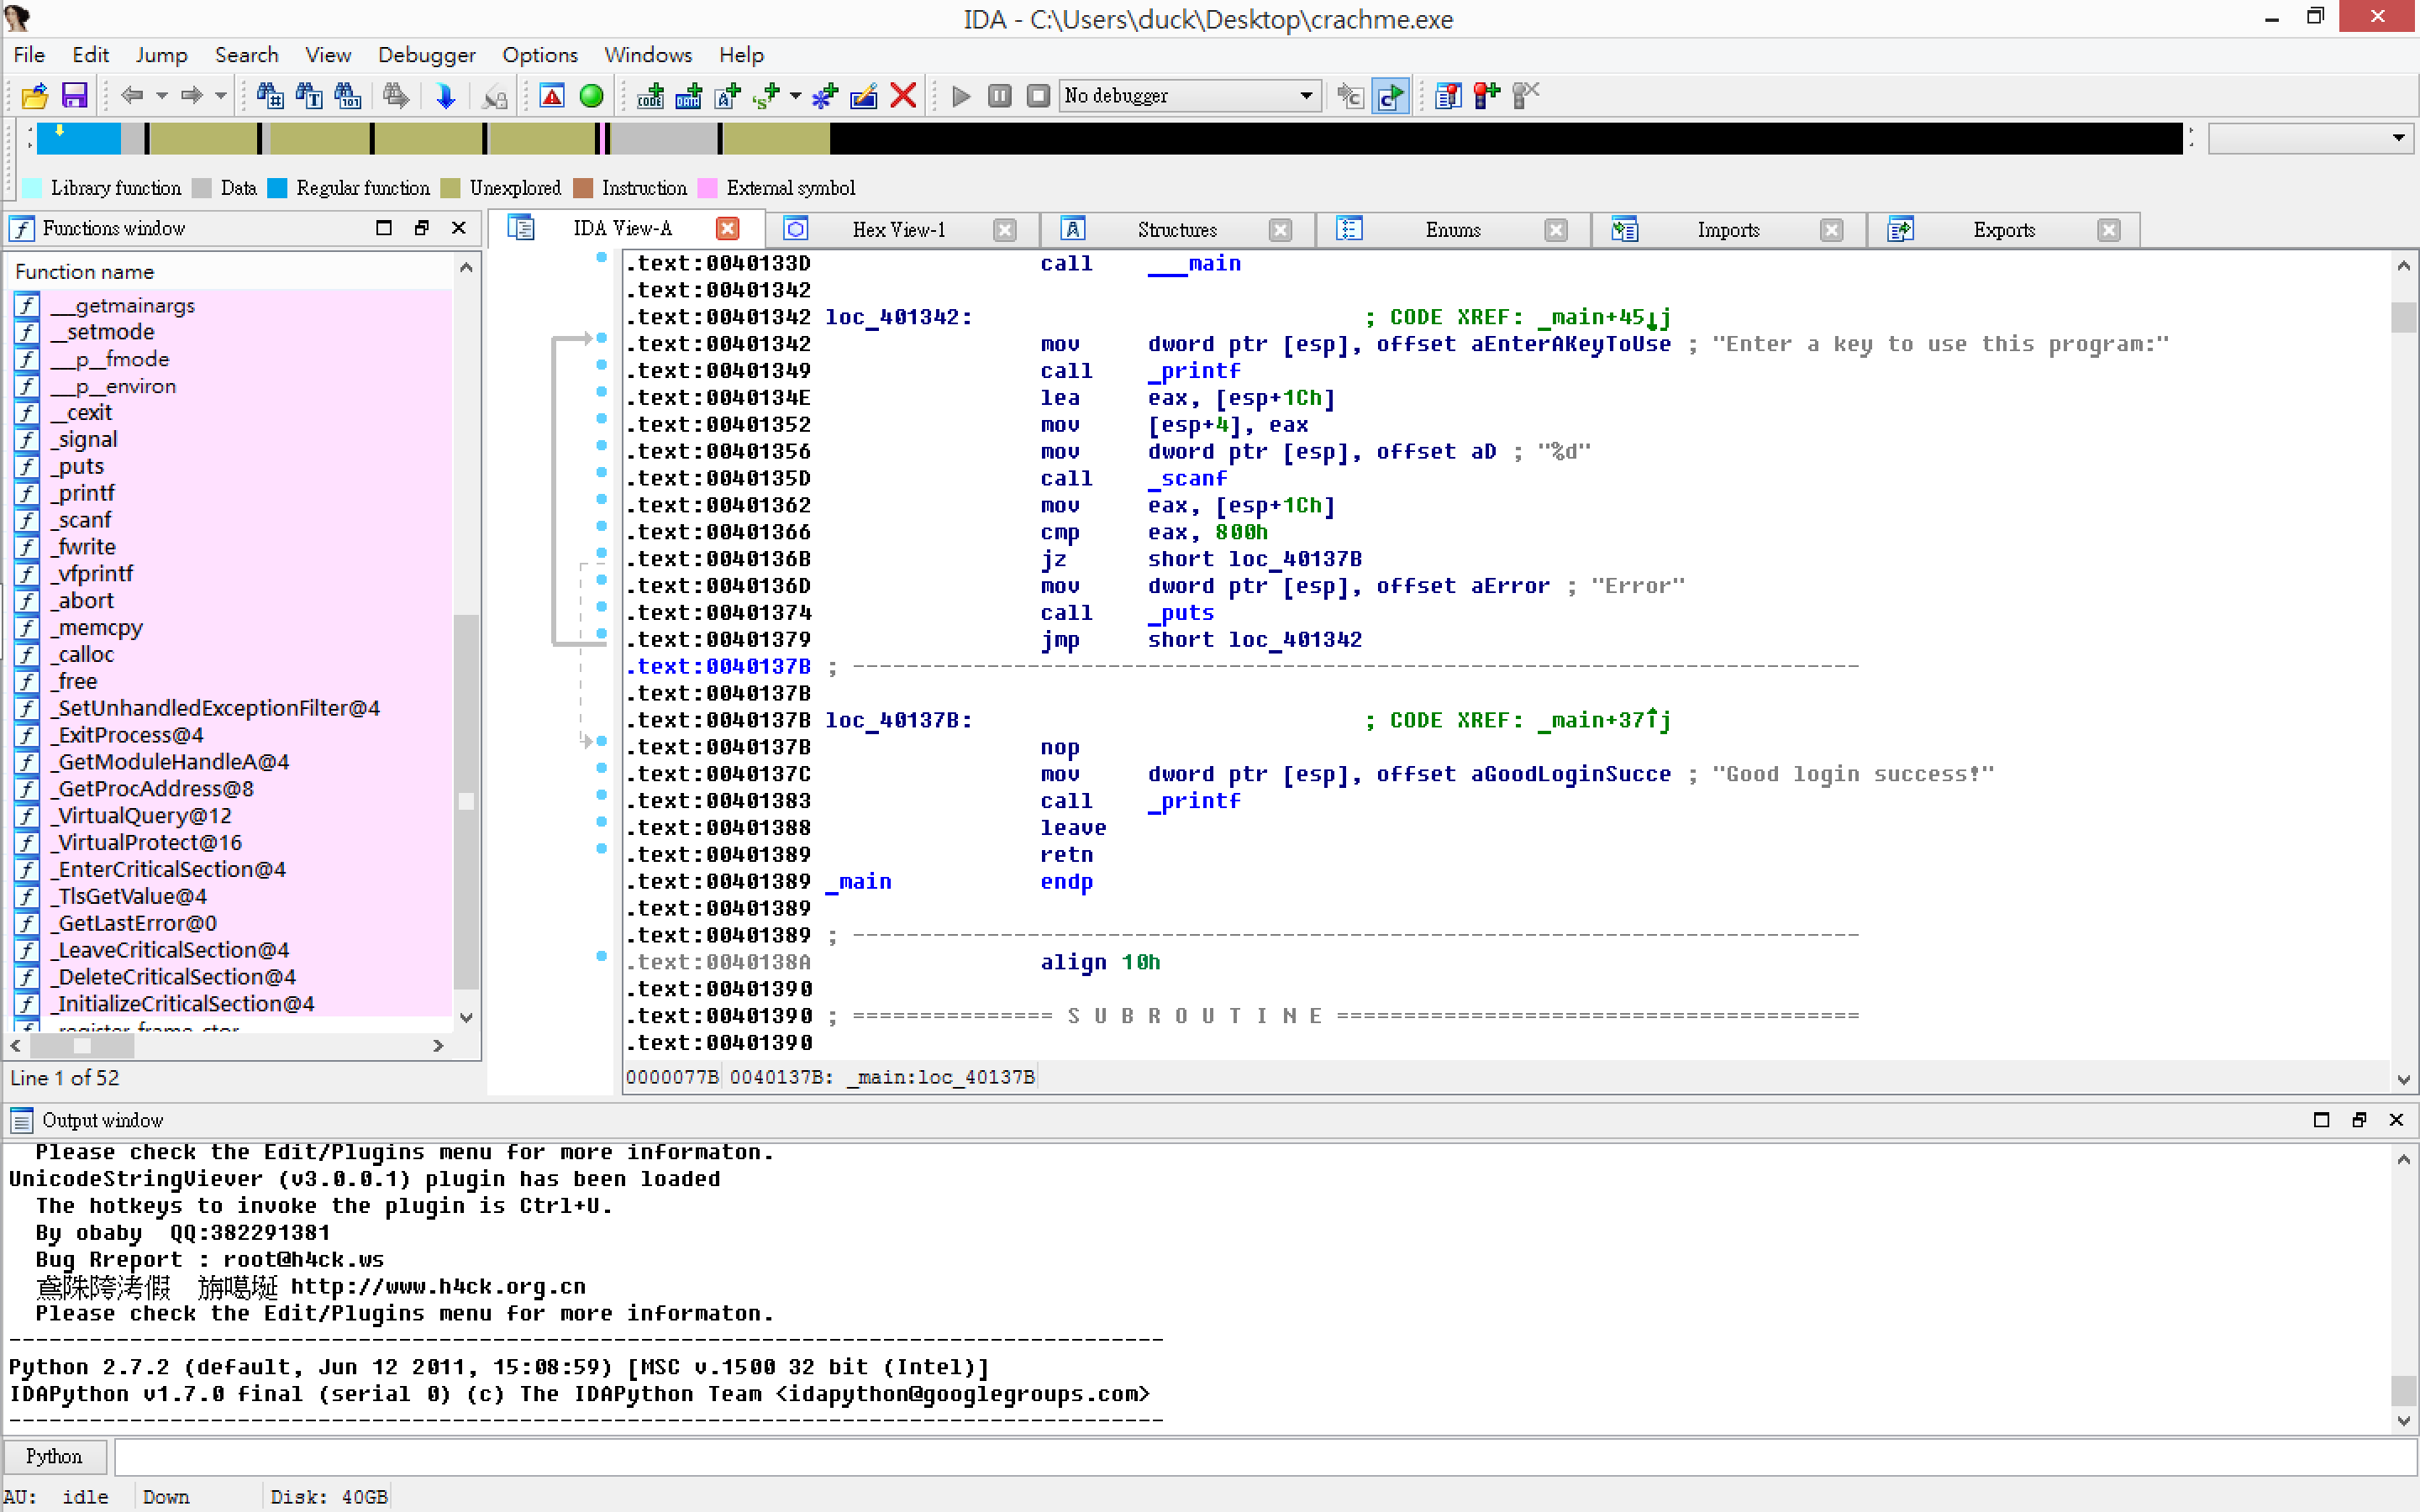 IDA - C:\Users\duck\Desktop\crachme.exe
File Edit Jump Search View Debugger Options Windows Help
No debugger
Library function Data Regular function Unexplored Instruction External symbol
Functions window
IDA View-A Hex View-1 Structures Enums Imports Exports
Function name
___getmainargs
__setmode
___p__fmode
___p__environ
__cexit
_signal
_puts
_printf
_scanf
_fwrite
_vfprintf
_abort
_memcpy
_calloc
_free
_SetUnhandledExceptionFilter@4
_ExitProcess@4
_GetModuleHandleA@4
_GetProcAddress@8
_VirtualQuery@12
_VirtualProtect@16
_EnterCriticalSection@4
_TlsGetValue@4
_GetLastError@0
_LeaveCriticalSection@4
_DeleteCriticalSection@4
_InitializeCriticalSection@4
Line 1 of 52
.text:0040133D call ___main
.text:00401342
.text:00401342 loc_401342: ; CODE XREF: _main+45↓j
.text:00401342 mov dword ptr [esp], offset aEnterAKeyToUse ; "Enter a key to use this program:"
.text:00401349 call _printf
.text:0040134E lea eax, [esp+1Ch]
.text:00401352 mov [esp+4], eax
.text:00401356 mov dword ptr [esp], offset aD ; "%d"
.text:0040135D call _scanf
.text:00401362 mov eax, [esp+1Ch]
.text:00401366 cmp eax, 800h
.text:0040136B jz short loc_40137B
.text:0040136D mov dword ptr [esp], offset aError ; "Error"
.text:00401374 call _puts
.text:00401379 jmp short loc_401342
.text:0040137B ; ---------------------------------------------------------------------------
.text:0040137B
.text:0040137B loc_40137B: ; CODE XREF: _main+37↑j
.text:0040137B nop
.text:0040137C mov dword ptr [esp], offset aGoodLoginSucce ; "Good login success!"
.text:00401383 call _printf
.text:00401388 leave
.text:00401389 retn
.text:00401389 _main endp
.text:00401389
.text:00401389 ; ---------------------------------------------------------------------------
.text:0040138A align 10h
.text:00401390
.text:00401390 ; =============== S U B R O U T I N E =======================================
.text:00401390
0000077B 0040137B: _main:loc_40137B
Output window
Please check the Edit/Plugins menu for more informaton.
UnicodeStringViever (v3.0.0.1) plugin has been loaded
The hotkeys to invoke the plugin is Ctrl+U.
By obaby QQ:382291381
Bug Rreport : root@h4ck.ws
http://www.h4ck.org.cn
Please check the Edit/Plugins menu for more informaton.
--------------------------------------------------------------------------------------
Python 2.7.2 (default, Jun 12 2011, 15:08:59) [MSC v.1500 32 bit (Intel)]
IDAPython v1.7.0 final (serial 0) (c) The IDAPython Team <idapython@googlegroups.com>
--------------------------------------------------------------------------------------
Python
AU: idle Down Disk: 40GB